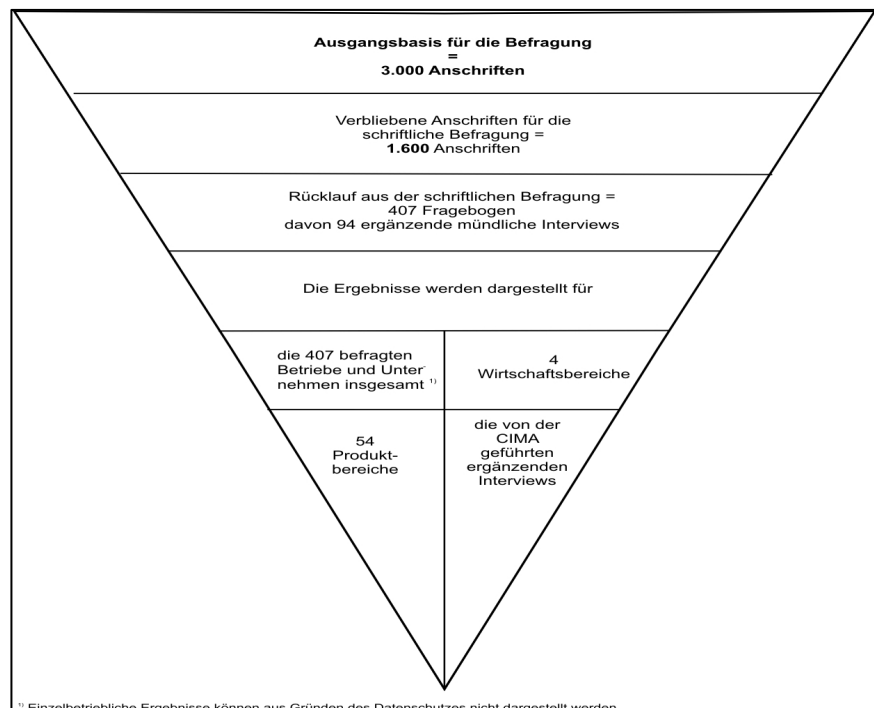 Ausgangsbasis für die Befragung
=
3.000 Anschriften
Verbliebene Anschriften für die
schriftliche Befragung =
1.600 Anschriften
Rücklauf aus der schriftlichen Befragung =
407 Fragebogen
davon 94 ergänzende mündliche Interviews
Die Ergebnisse werden dargestellt für
die 407 befragten
Betriebe und Unter-
nehmen insgesamt ¹⁾
4
Wirtschaftsbereiche
54
Produkt-
bereiche
die von der
CIMA
geführten
ergänzenden
Interviews
¹⁾ Einzelbetriebliche Ergebnisse können aus Gründen des Datenschutzes nicht dargestellt werden